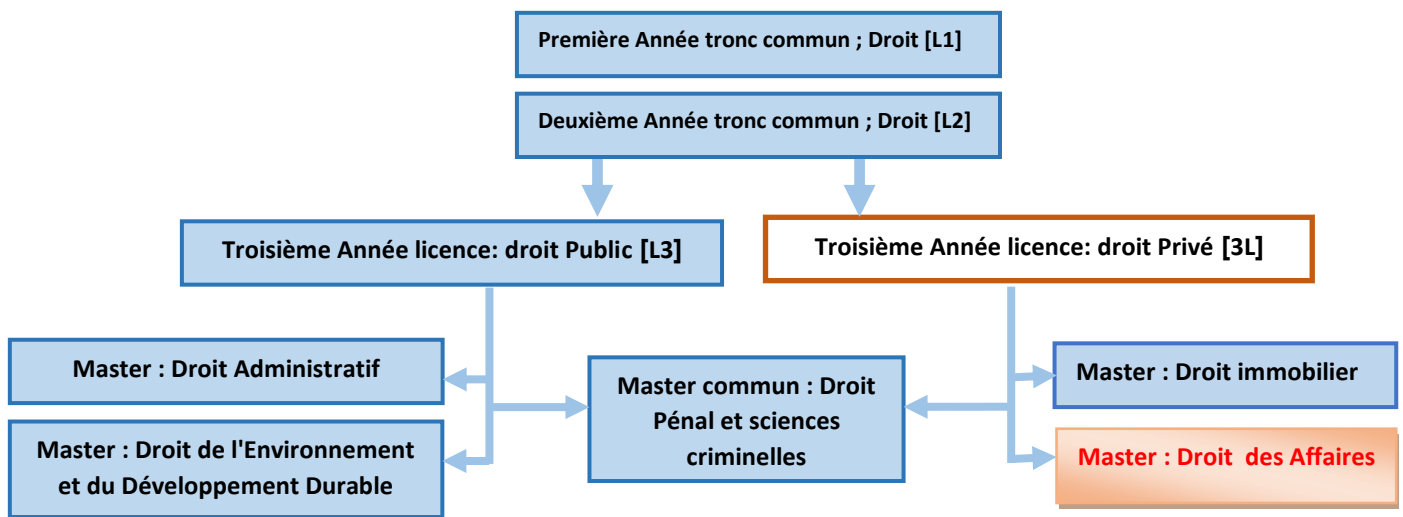 Première Année tronc commun ; Droit [L1]
Deuxième Année tronc commun ; Droit [L2]
Troisième Année licence: droit Public [L3]
Troisième Année licence: droit Privé [3L]
Master : Droit Administratif
Master : Droit de l'Environnement
et du Développement Durable
Master commun : Droit
Pénal et sciences
criminelles
Master : Droit immobilier
Master : Droit des Affaires